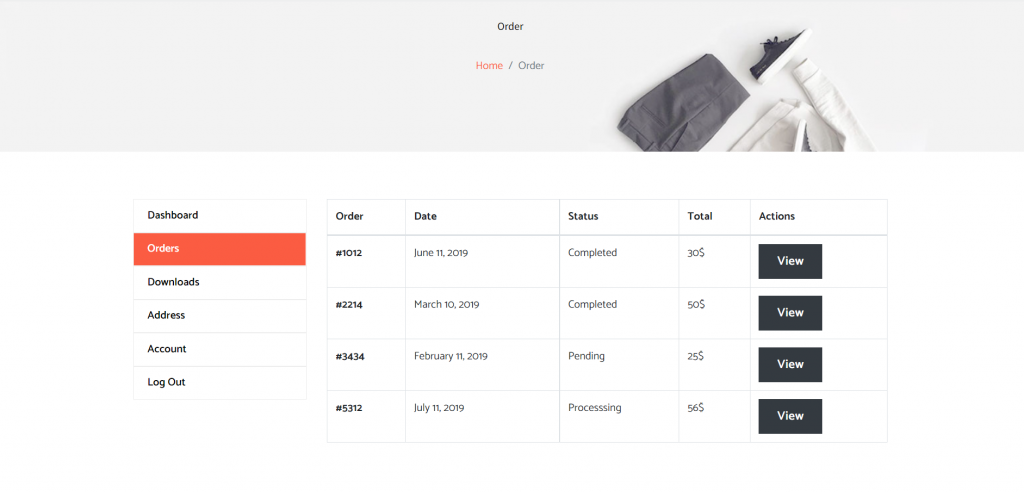 Order
Home / Order
Dashboard
Orders
Downloads
Address
Account
Log Out
Order Date Status Total Actions
#1012 June 11, 2019 Completed 30$ View
#2214 March 10, 2019 Completed 50$ View
#3434 February 11, 2019 Pending 25$ View
#5312 July 11, 2019 Processsing 56$ View